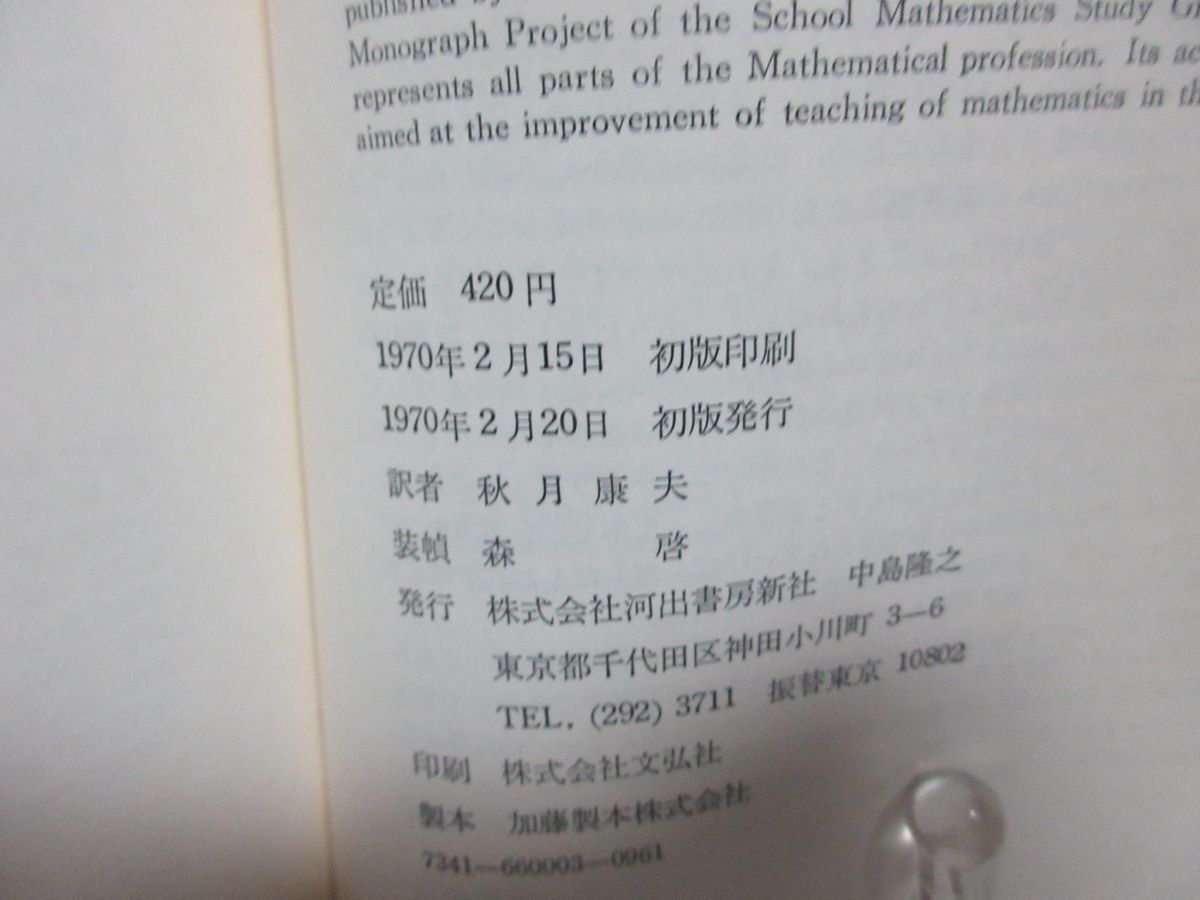 published
Monograph Project of the School Mathematics Study
represents all parts of the Mathematical profession. Its
aimed at the improvement of teaching of mathematics in
定価 420 円
1970年2月15日 初版印刷
1970年2月20日 初版発行
訳者 秋月康夫
装幀 森 啓
発行 株式会社河出書房新社 中島隆之
東京都千代田区神田小川町 3—6
TEL. (292) 3711 振替東京 10802
印刷 株式会社文弘社
製本 加藤製本株式会社
7341—660003—0961